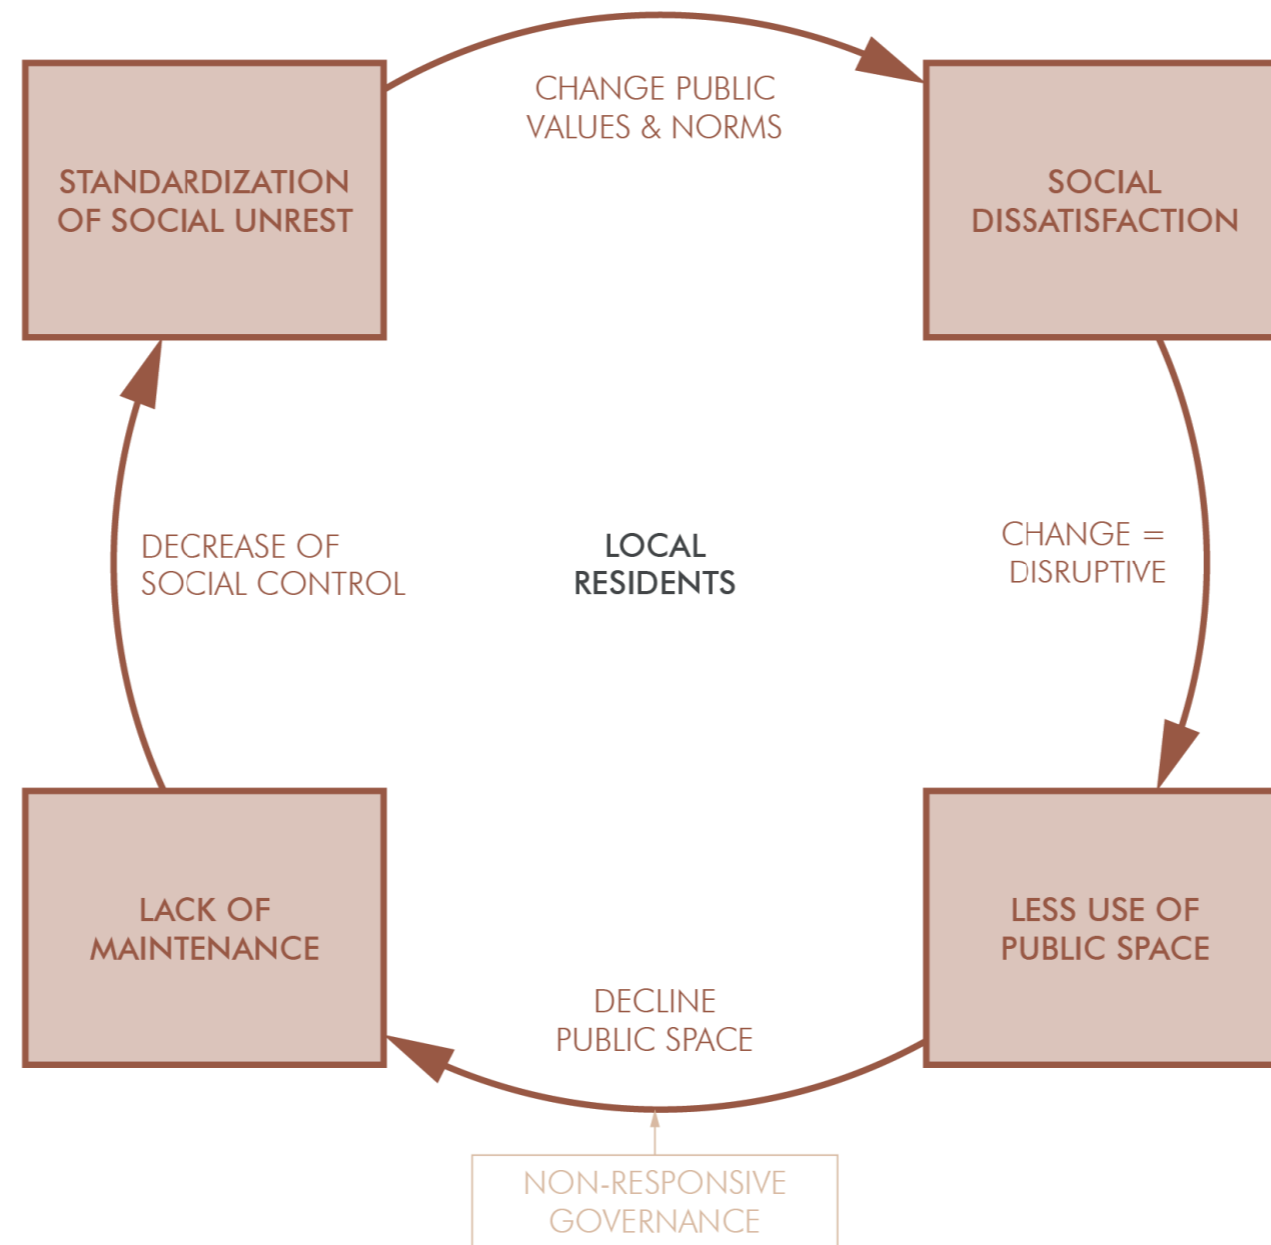 CHANGE PUBLIC
VALUES & NORMS
STANDARDIZATION
OF SOCIAL UNREST
SOCIAL
DISSATISFACTION
DECREASE OF
SOCIAL CONTROL
LOCAL
RESIDENTS
CHANGE =
DISRUPTIVE
LACK OF
MAINTENANCE
LESS USE OF
PUBLIC SPACE
DECLINE
PUBLIC SPACE
NON-RESPONSIVE
GOVERNANCE